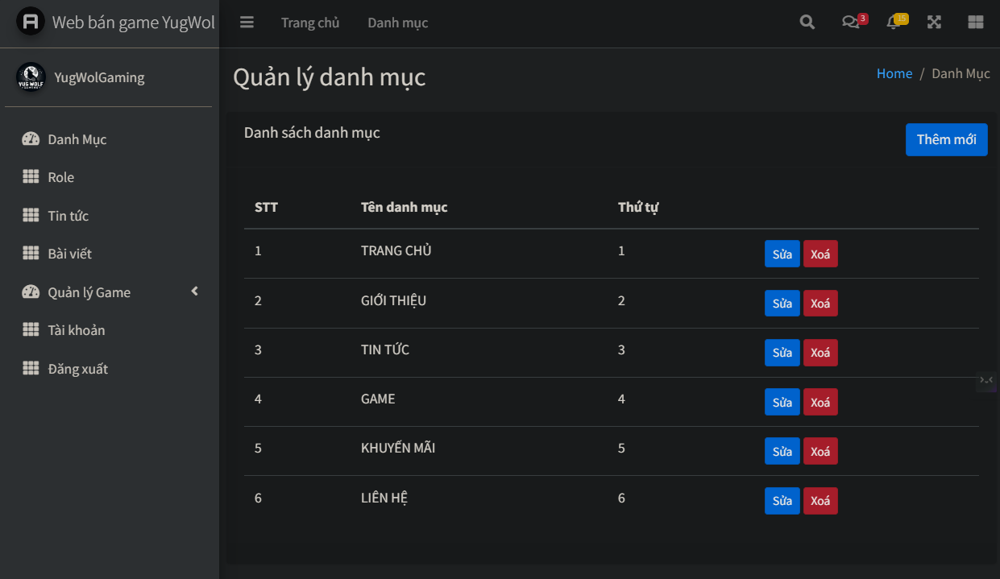 Web bán game YugWol
Trang chủ
Danh mục
3
15
YUG WOLF
GAMING
YugWolGaming
Danh Mục
Role
Tin tức
Bài viết
Quản lý Game
Tài khoản
Đăng xuất
Quản lý danh mục
Home / Danh Mục
Danh sách danh mục
Thêm mới
STT Tên danh mục Thứ tự
1 TRANG CHỦ 1 Sửa Xoá
2 GIỚI THIỆU 2 Sửa Xoá
3 TIN TỨC 3 Sửa Xoá
4 GAME 4 Sửa Xoá
5 KHUYẾN MÃI 5 Sửa Xoá
6 LIÊN HỆ 6 Sửa Xoá